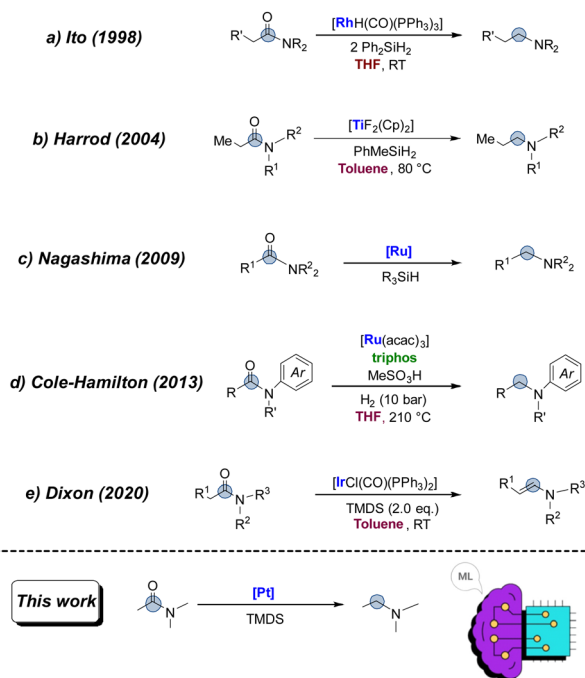 a) Ito (1998)
R'
O
NR2
[RhH(CO)(PPh3)3]
2 Ph2SiH2
THF, RT
R'
NR2
b) Harrod (2004)
Me
O
N
R2
R1
[TiF2(Cp)2]
PhMeSiH2
Toluene, 80 °C
Me
N
R2
R1
c) Nagashima (2009)
R1
O
NR22
[Ru]
R3SiH
R1
NR22
d) Cole-Hamilton (2013)
R
O
N
R'
Ar
[Ru(acac)3]
triphos
MeSO3H
H2 (10 bar)
THF, 210 °C
R
N
R'
Ar
e) Dixon (2020)
R1
O
N
R3
R2
[IrCl(CO)(PPh3)2]
TMDS (2.0 eq.)
Toluene, RT
R1
N
R3
R2
This work
O
N
[Pt]
TMDS
N
ML